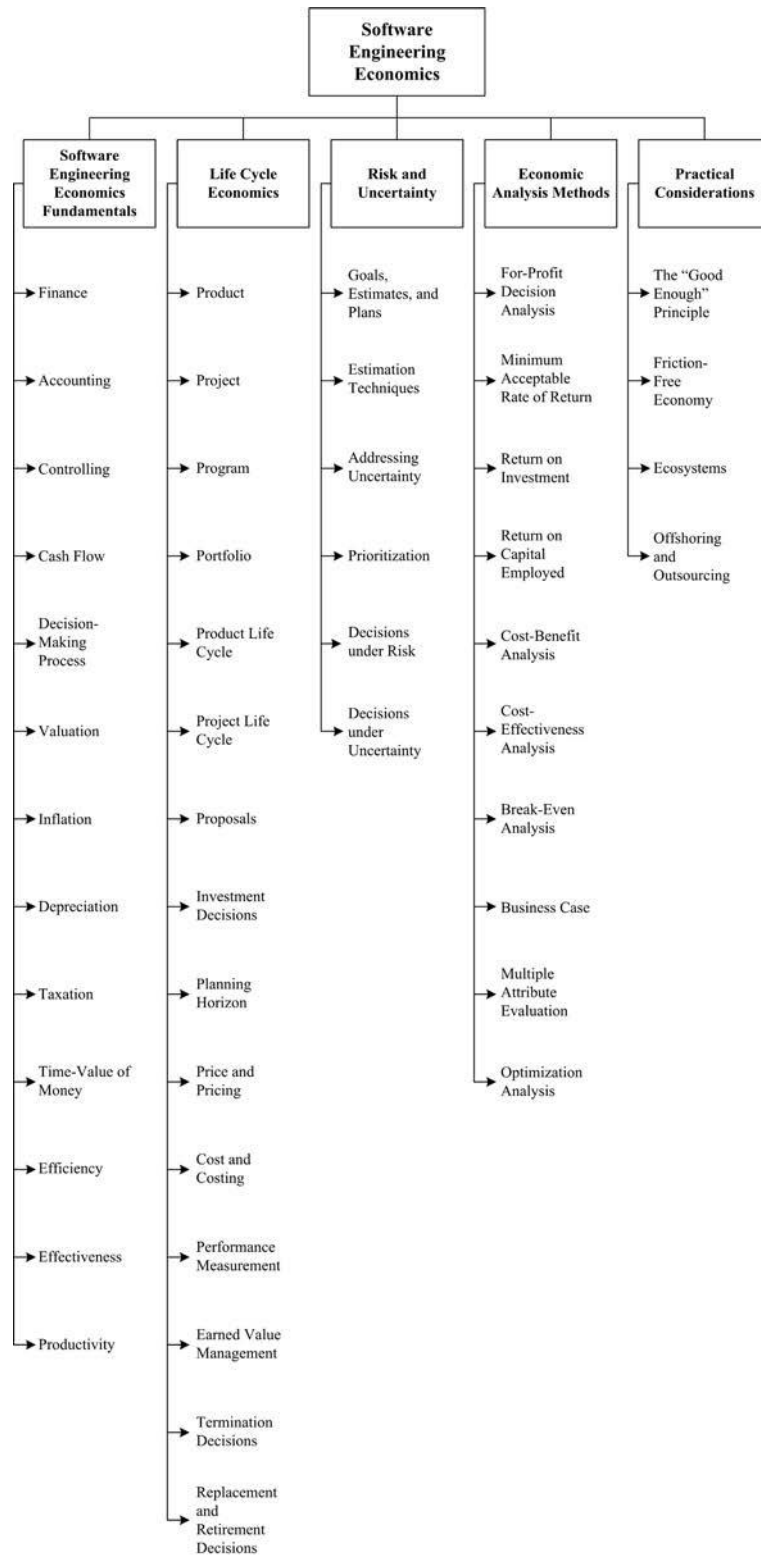 Software
Engineering
Economics
Software
Engineering
Economics
Fundamentals
Finance
Accounting
Controlling
Cash Flow
Decision-
Making
Process
Valuation
Inflation
Depreciation
Taxation
Time-Value of
Money
Efficiency
Effectiveness
Productivity
Life Cycle
Economics
Product
Project
Program
Portfolio
Product Life
Cycle
Project Life
Cycle
Proposals
Investment
Decisions
Planning
Horizon
Price and
Pricing
Cost and
Costing
Performance
Measurement
Earned Value
Management
Termination
Decisions
Replacement
and
Retirement
Decisions
Risk and
Uncertainty
Goals,
Estimates, and
Plans
Estimation
Techniques
Addressing
Uncertainty
Prioritization
Decisions
under Risk
Decisions
under
Uncertainty
Economic
Analysis Methods
For-Profit
Decision
Analysis
Minimum
Acceptable
Rate of Return
Return on
Investment
Return on
Capital
Employed
Cost-Benefit
Analysis
Cost-
Effectiveness
Analysis
Break-Even
Analysis
Business Case
Multiple
Attribute
Evaluation
Optimization
Analysis
Practical
Considerations
The “Good
Enough”
Principle
Friction-
Free
Economy
Ecosystems
Offshoring
and
Outsourcing